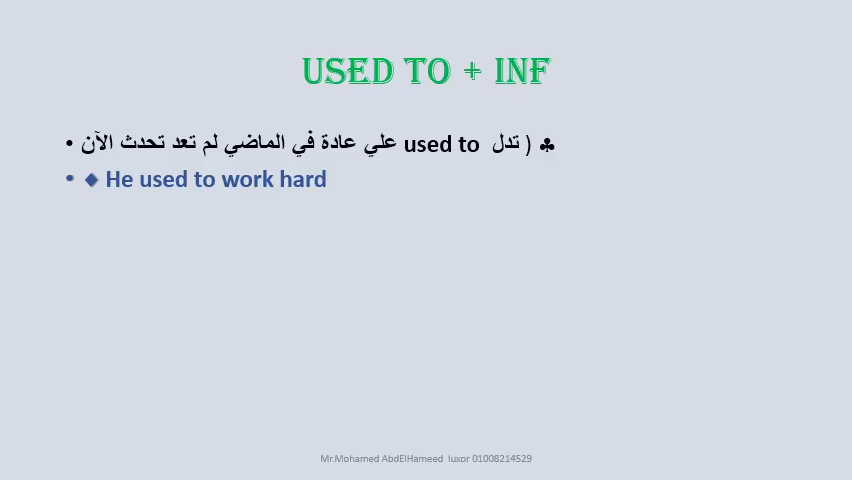 USED TO + INF
• ♣ ) تدل used to علي عادة في الماضي لم تعد تحدث الآن
• ◆ He used to work hard
Mr.Mohamed AbdElHameed luxor 01008214529